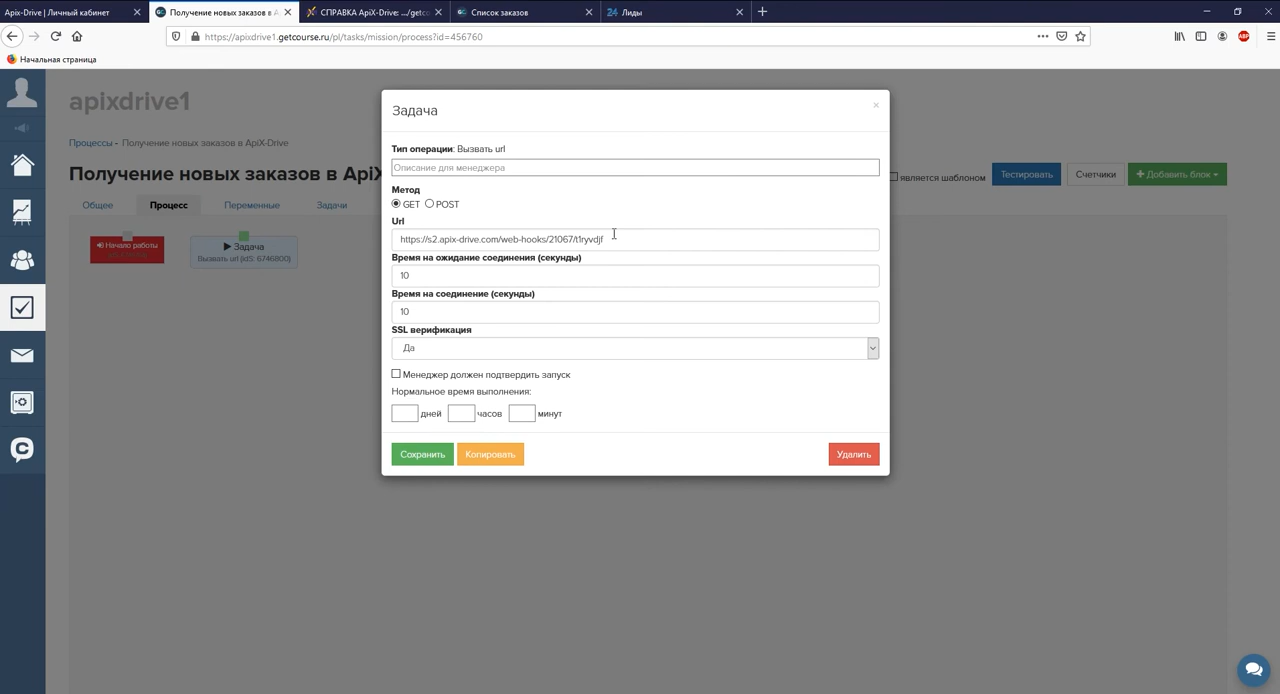 Apix-Drive | Личный кабинет
Получение новых заказов в A
СПРАВКА ApiX-Drive: .../getco
Список заказов
24 Лиды
https://apixdrive1.getcourse.ru/pl/tasks/mission/process?id=456760
ABP
Начальная страница
apixdrive1
Процессы - Получение новых заказов в ApiX-Drive
Получение новых заказов в ApiX
является шаблоном
Тестировать
Счетчики
Добавить блок
Общее
Процесс
Переменные
Задачи
Начало работы
Задача
Вызвать url (idS: 6746800)
Задача
×
Тип операции: Вызвать url
Описание для менеджера
Метод
GET POST
Url
https://s2.apix-drive.com/web-hooks/21067/t1ryvdjf
Время на ожидание соединения (секунды)
10
Время на соединение (секунды)
10
SSL верификация
Да
Менеджер должен подтвердить запуск
Нормальное время выполнения:
дней часов минут
Сохранить
Копировать
Удалить